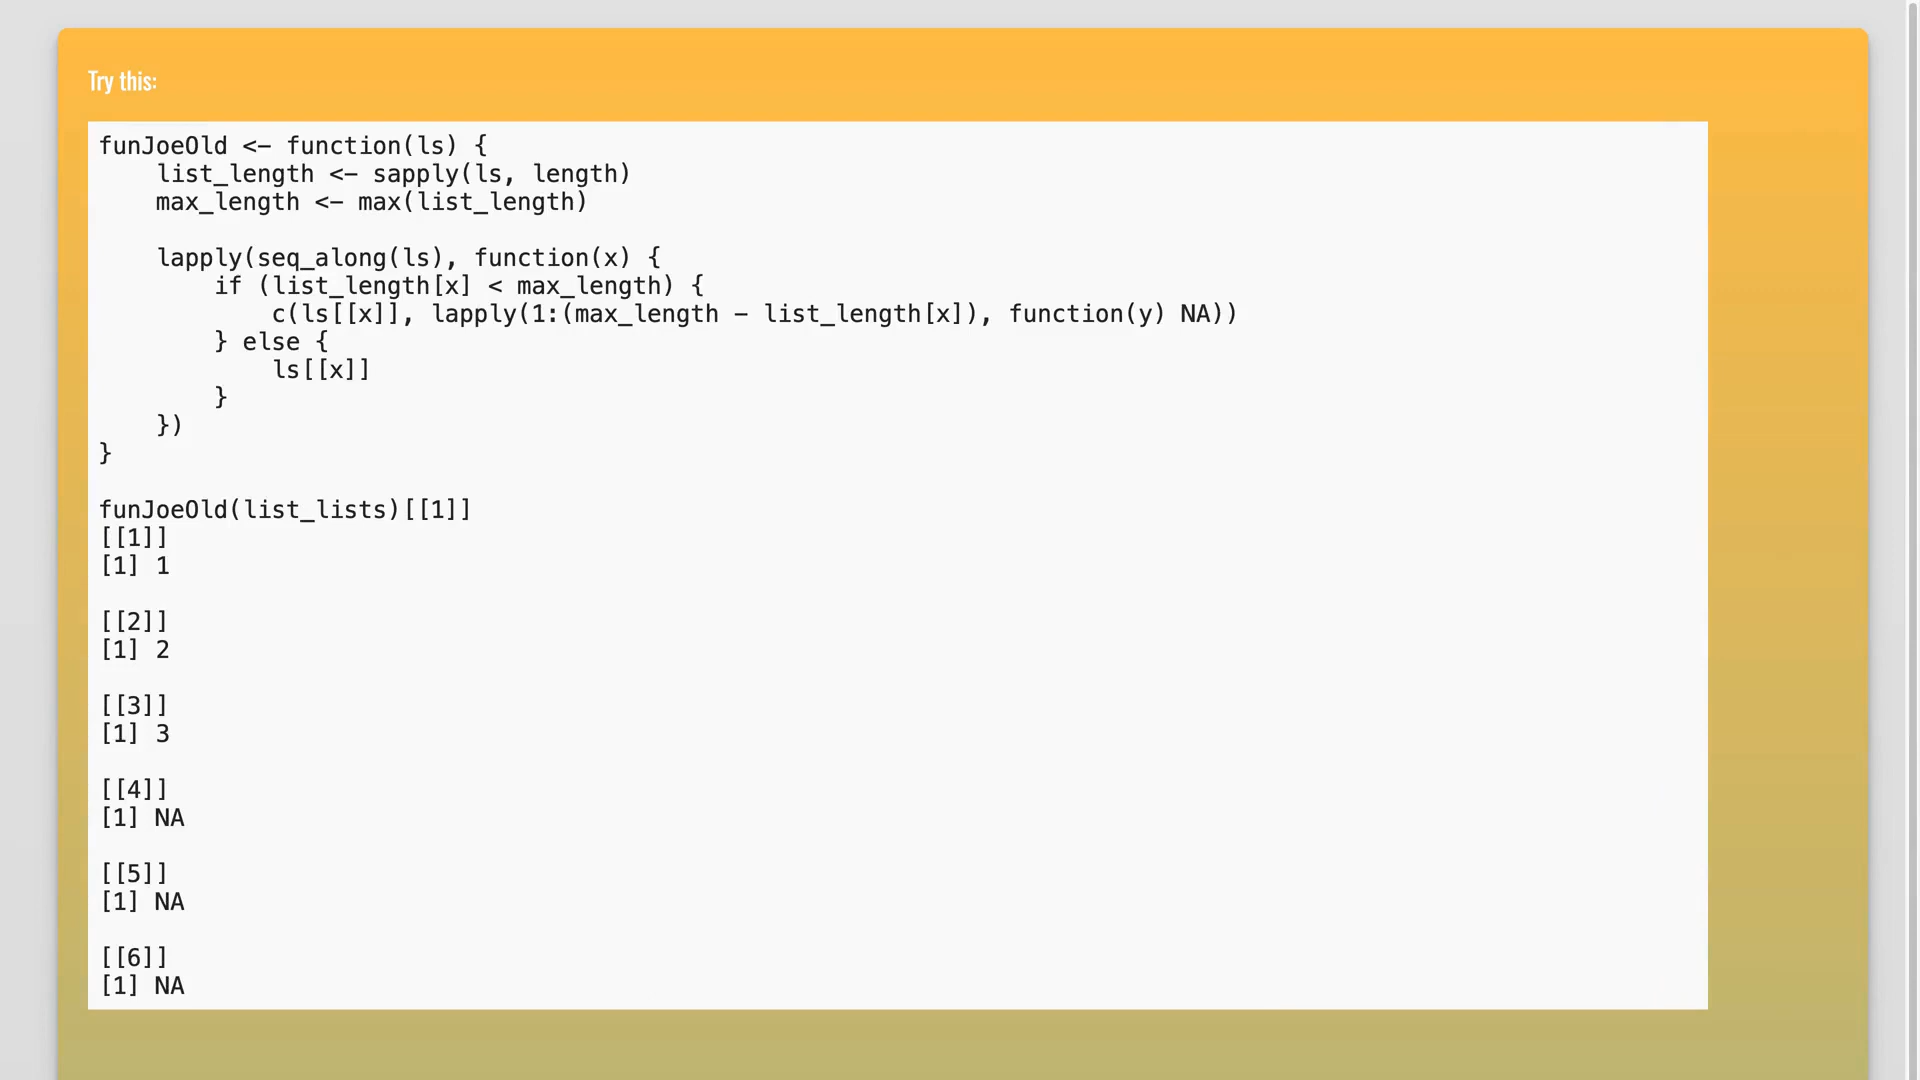 Try this:
funJoeOld <- function(ls) {
    list_length <- sapply(ls, length)
    max_length <- max(list_length)
    lapply(seq_along(ls), function(x) {
        if (list_length[x] < max_length) {
            c(ls[[x]], lapply(1:(max_length - list_length[x]), function(y) NA))
        } else {
            ls[[x]]
        }
    })
}
funJoeOld(list_lists)[[1]]
[[1]]
[1] 1
[[2]]
[1] 2
[[3]]
[1] 3
[[4]]
[1] NA
[[5]]
[1] NA
[[6]]
[1] NA